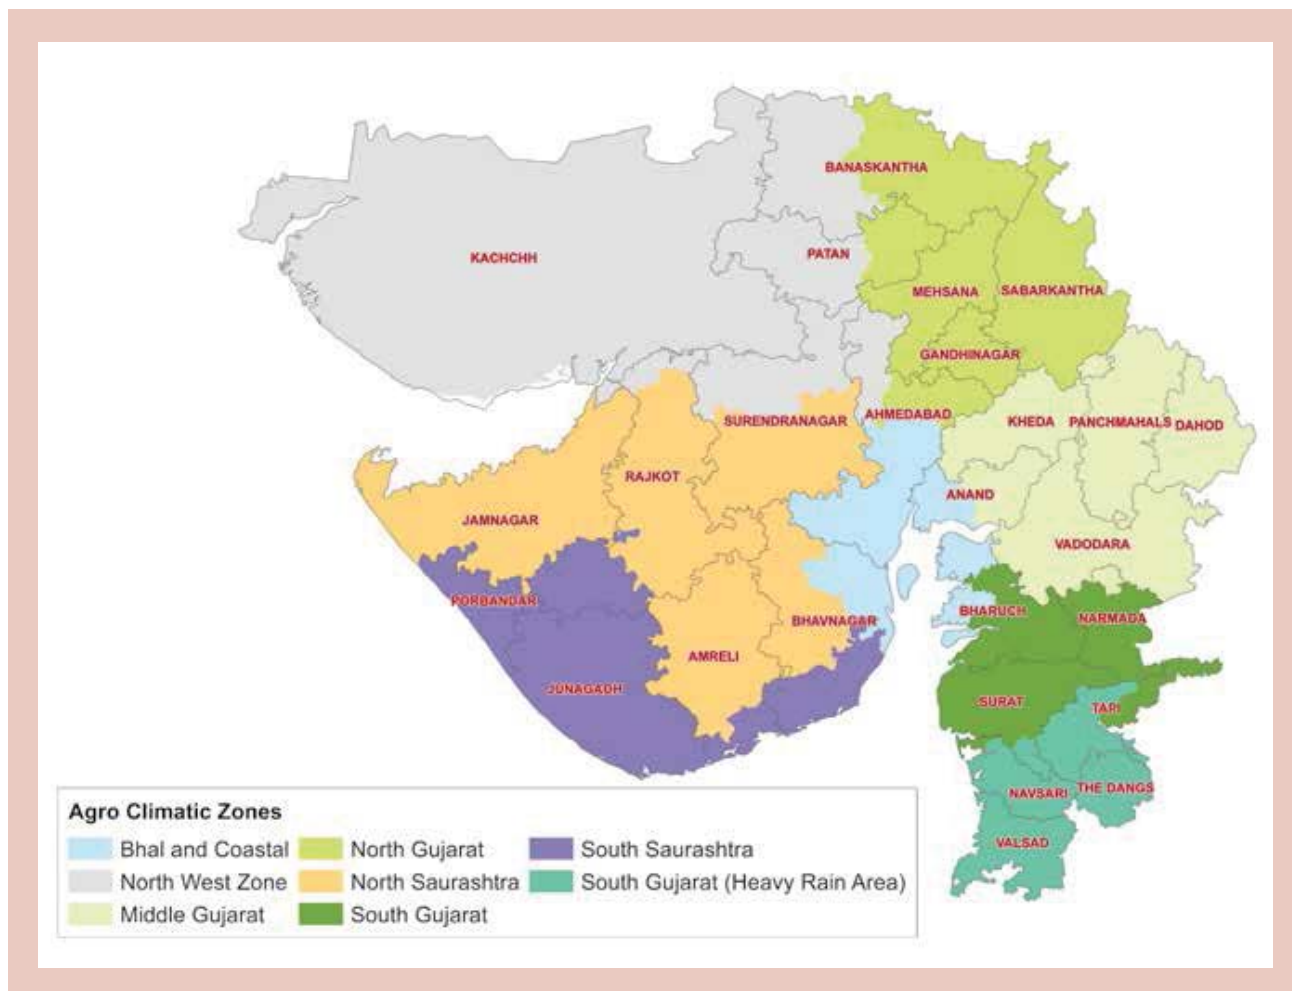 BANASKANTHA
KACHCHH
PATAN
MEHSANA
SABARKANTHA
GANDHINAGAR
AHMEDABAD
SURENDRANAGAR
KHEDA
PANCHMAHALS
DAHOD
RAJKOT
ANAND
JAMNAGAR
VADODARA
PORBANDAR
BHARUCH
NARMADA
BHAVNAGAR
AMRELI
JUNAGADH
SURAT
TAPI
NAVSARI
THE DANGS
VALSAD
Agro Climatic Zones
Bhal and Coastal
North West Zone
Middle Gujarat
North Gujarat
North Saurashtra
South Gujarat
South Saurashtra
South Gujarat (Heavy Rain Area)